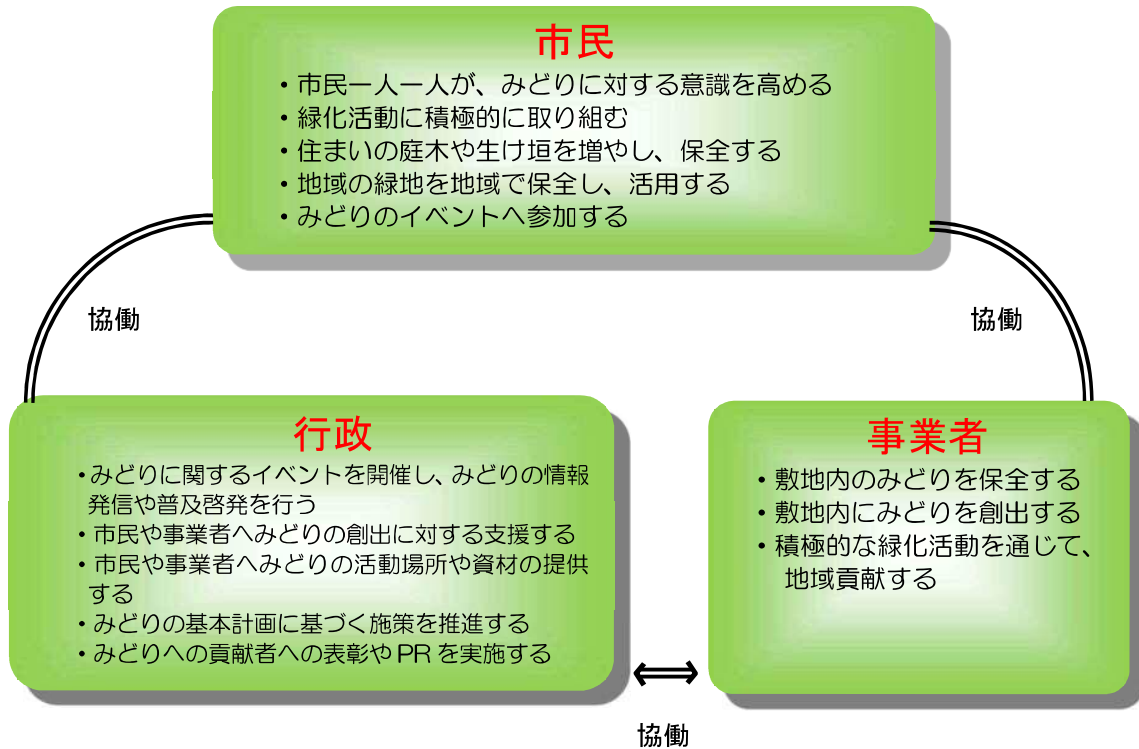 市民
・市民一人一人が、みどりに対する意識を高める
・緑化活動に積極的に取り組む
・住まいの庭木や生け垣を増やし、保全する
・地域の緑地を地域で保全し、活用する
・みどりのイベントへ参加する
協働
協働
行政
・みどりに関するイベントを開催し、みどりの情報
発信や普及啓発を行う
・市民や事業者へみどりの創出に対する支援する
・市民や事業者へみどりの活動場所や資材の提供
する
・みどりの基本計画に基づく施策を推進する
・みどりへの貢献者への表彰や PR を実施する
事業者
・敷地内のみどりを保全する
・敷地内にみどりを創出する
・積極的な緑化活動を通じて、
地域貢献する
協働